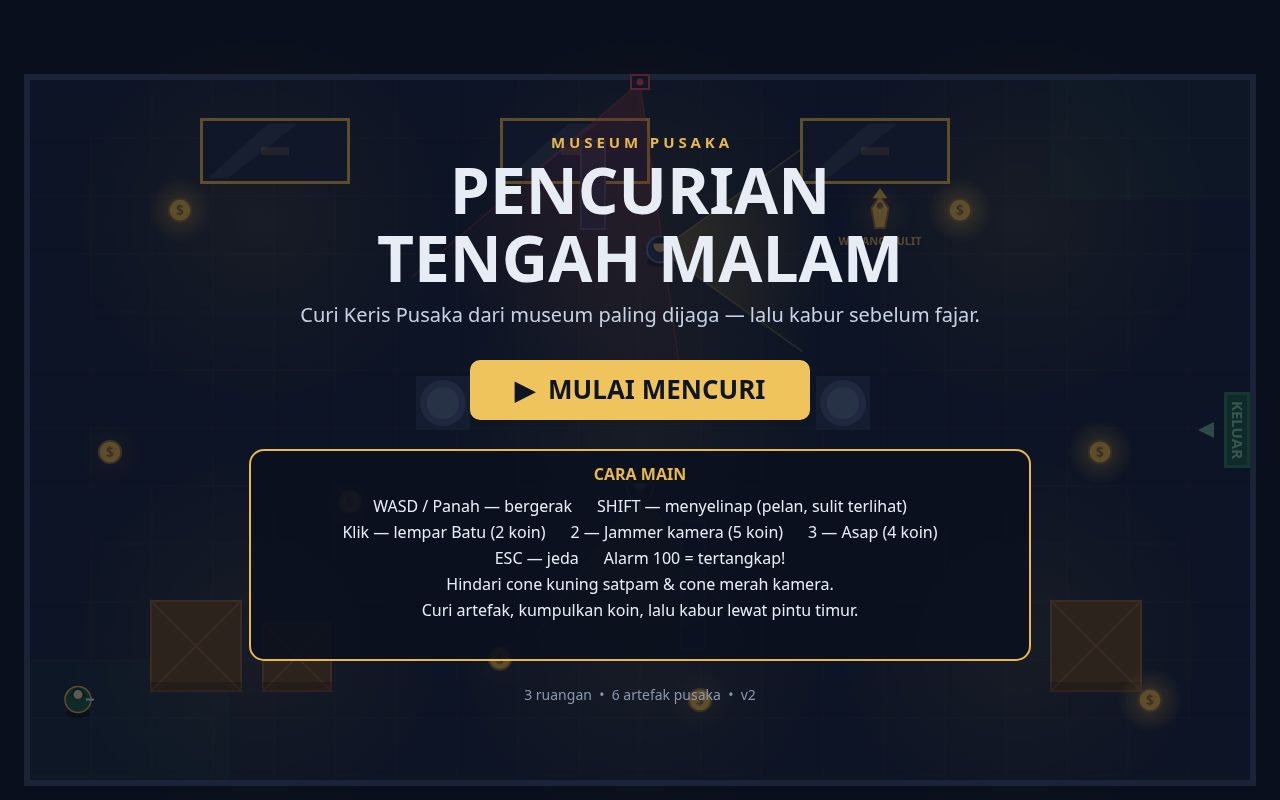 MUSEUM PUSAKA
PENCURIAN
TENGAH MALAM
Curi Keris Pusaka dari museum paling dijaga — lalu kabur sebelum fajar.
▶ MULAI MENCURI
KELUAR
CARA MAIN
WASD / Panah — bergerak SHIFT — menyelinap (pelan, sulit terlihat)
Klik — lempar Batu (2 koin) 2 — Jammer kamera (5 koin) 3 — Asap (4 koin)
ESC — jeda Alarm 100 = tertangkap!
Hindari cone kuning satpam & cone merah kamera.
Curi artefak, kumpulkan koin, lalu kabur lewat pintu timur.
3 ruangan • 6 artefak pusaka • v2